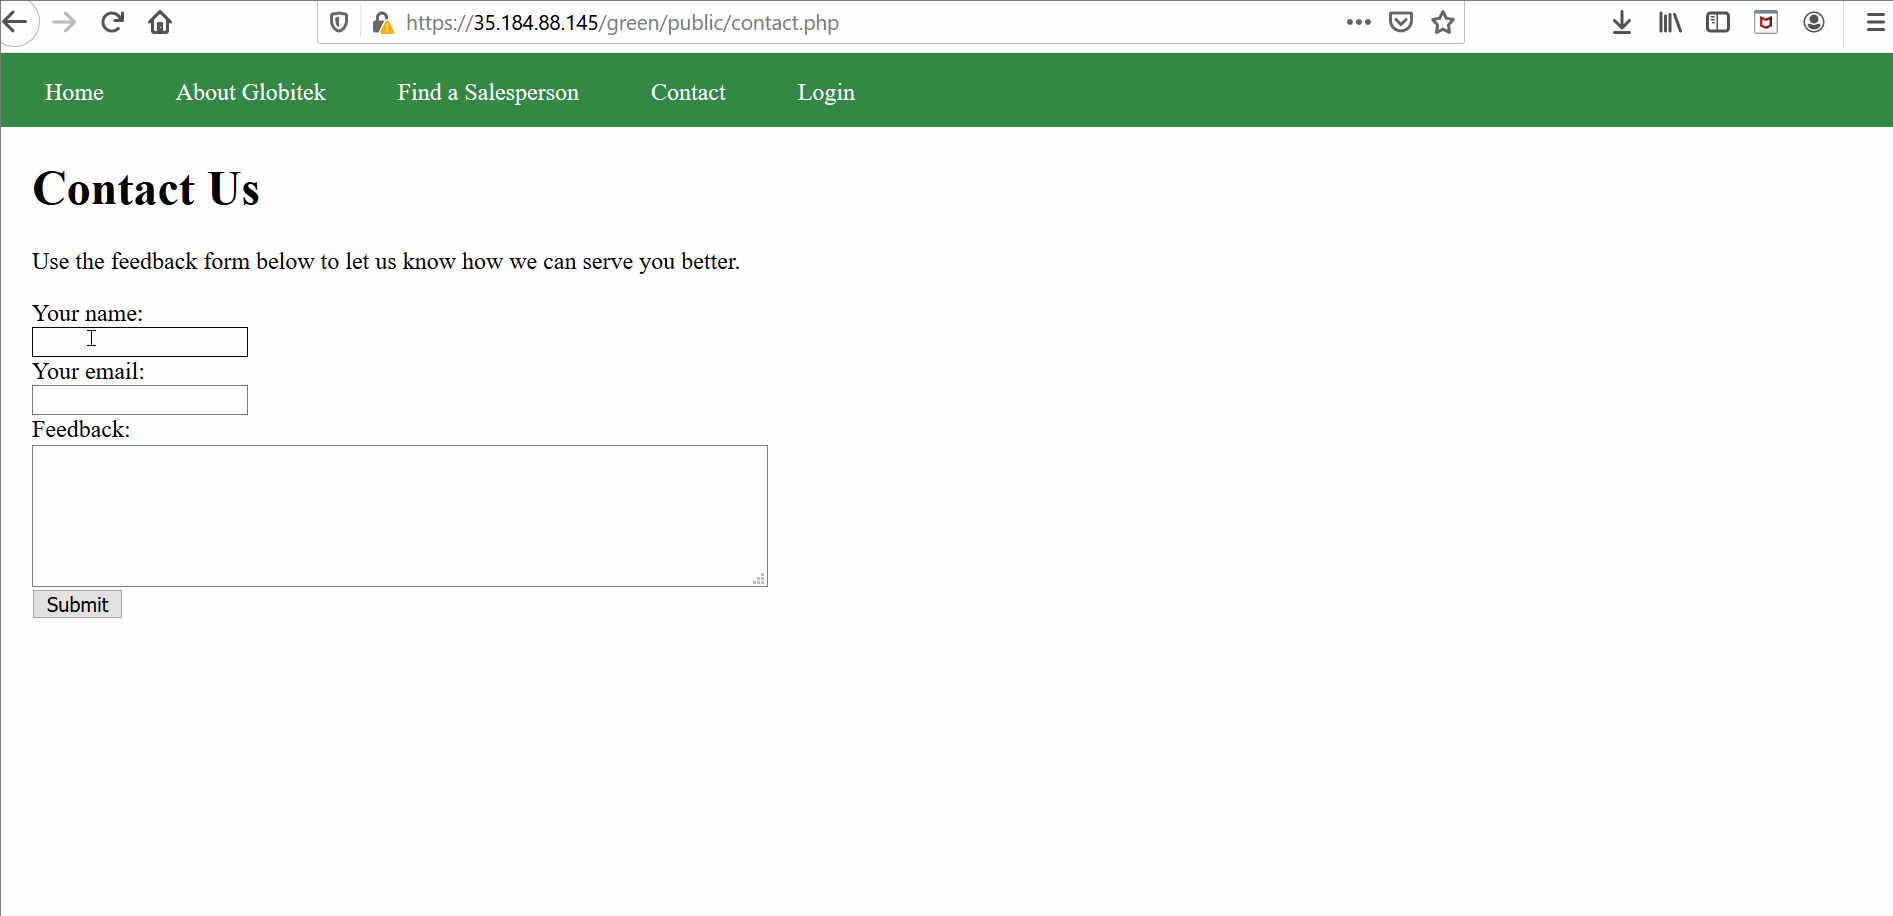 https://35.184.88.145/green/public/contact.php
Home About Globitek Find a Salesperson Contact Login
Contact Us
Use the feedback form below to let us know how we can serve you better.
Your name:
Your email:
Feedback:
Submit